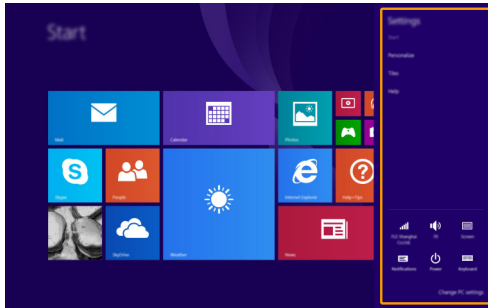 Start
Settings
Start
Personalize
Tiles
Help
Mail
Calendar
Photos
Skype
People
Internet Explorer
Help+Tips
SkyDrive
Weather
News
Screen
Notifications
Power
Keyboard
Change PC settings